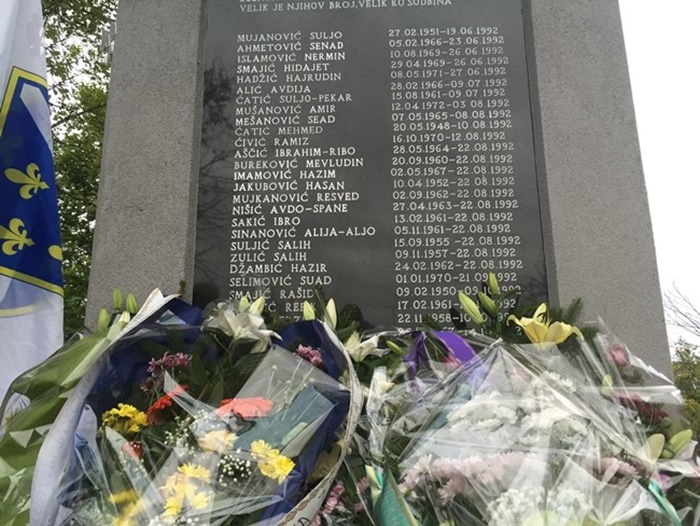 VELIK JE NJIHOV BROJ.VELIK KO SUDBINA
MUJANOVIĆ SULJO 27.02.1951-19.06.1992
AHMETOVIĆ SENAD 05.02.1966-23.06.1992
ISLAMOVIĆ NERMIN 10.08.1969-26.06.1992
SMAJIĆ HIDAJET 29.04.1969-26.06.1992
HADŽIĆ HAJRUDIN 08.05.1971-27.06.1992
ALIĆ AVDIJA 28.02.1966-09.07.1992
ĆATIĆ SULJO-PEKAR 15.08.1961-09.07.1992
MUŠANOVIĆ AMIR 12.04.1972-03.08.1992
MEŠANOVIĆ SEAD 07.05.1965-08.08.1992
ĆATIC MEHMED 20.05.1948-10.08.1992
ĆIVIĆ RAMIZ 16.10.1970-12.08.1992
AŠČIĆ IBRAHIM-RIBO 28.05.1964-22.08.1992
BUREKOVIĆ MEVLUDIN 20.09.1960-22.08.1992
IMAMOVIĆ HAZIM 02.05.1967-22.08.1992
JAKUBOVIĆ HASAN 10.04.1952-22.08.1992
MUJKANOVIĆ RESVED 02.09.1962-22.08.1992
NIŠIĆ AVDO-SPANE 27.04.1963-22.08.1992
SAKIĆ IBRO 13.02.1961-22.08.1992
SINANOVIĆ ALIJA-ALJO 05.11.1961-22.08.1992
SULJIĆ SALIH 15.09.1955-22.08.1992
ZULIĆ SALIH 09.11.1957-22.08.1992
DŽAMBIĆ HAZIR 24.02.1962-22.08.1992
SELIMOVIĆ SUAD 01.01.1970-21.09.1992
SMAJIĆ RAŠID 09.02.1950
17.02.1961
22.11.1958